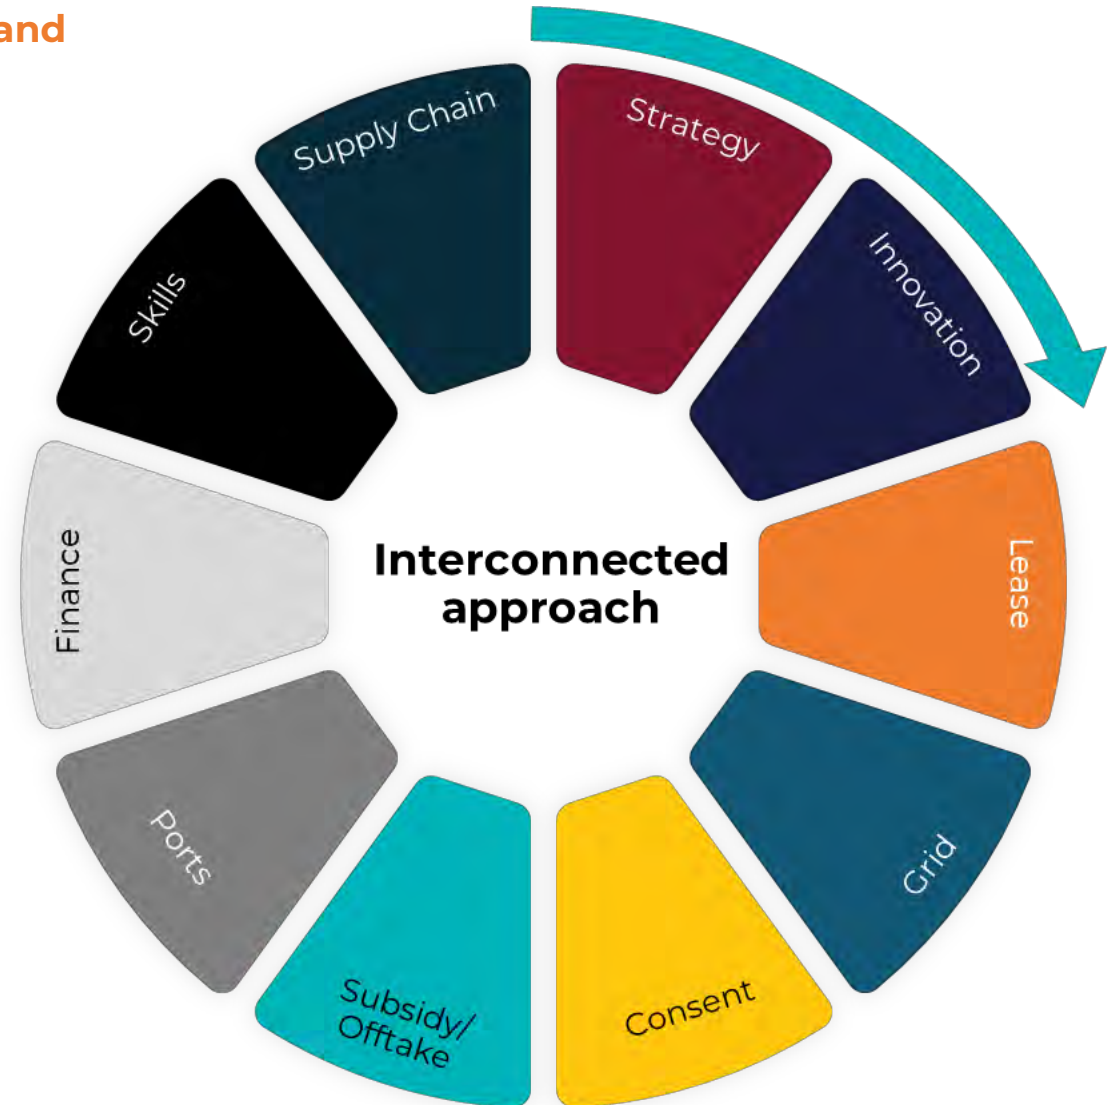 and
Strategy
Innovation
Lease
Grid
Consent
Subsidy/
Offtake
Ports
Finance
Skills
Supply Chain
Interconnected
approach